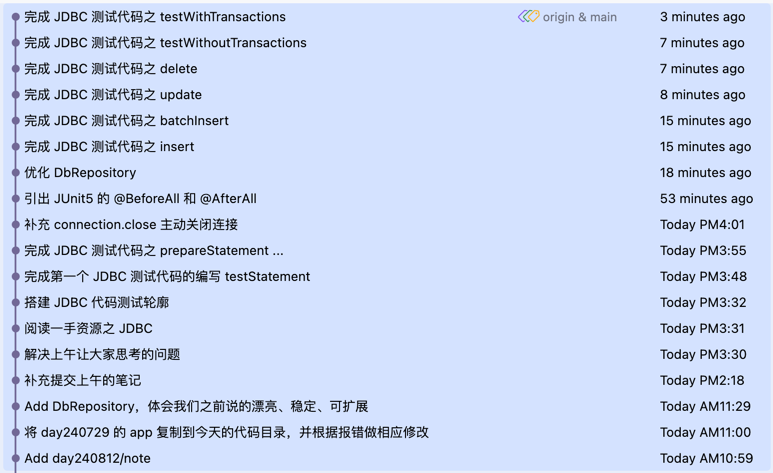 完成 JDBC 测试代码之 testWithTransactions origin & main 3 minutes ago
完成 JDBC 测试代码之 testWithoutTransactions 7 minutes ago
完成 JDBC 测试代码之 delete 7 minutes ago
完成 JDBC 测试代码之 update 8 minutes ago
完成 JDBC 测试代码之 batchInsert 15 minutes ago
完成 JDBC 测试代码之 insert 15 minutes ago
优化 DbRepository 18 minutes ago
引出 JUnit5 的 @BeforeAll 和 @AfterAll 53 minutes ago
补充 connection.close 主动关闭连接 Today PM4:01
完成 JDBC 测试代码之 prepareStatement ... Today PM3:55
完成第一个 JDBC 测试代码的编写 testStatement Today PM3:48
搭建 JDBC 代码测试轮廓 Today PM3:32
阅读一手资源之 JDBC Today PM3:31
解决上午让大家思考的问题 Today PM3:30
补充提交上午的笔记 Today PM2:18
Add DbRepository，体会我们之前说的漂亮、稳定、可扩展 Today AM11:29
将 day240729 的 app 复制到今天的代码目录，并根据报错做相应修改 Today AM11:00
Add day240812/note Today AM10:59